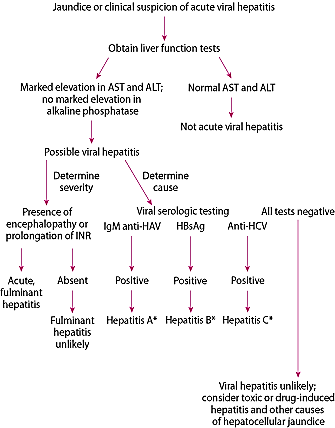 Jaundice or clinical suspicion of acute viral hepatitis
Obtain liver function tests
Marked elevation in AST and ALT;
no marked elevation in
alkaline phosphatase
Normal AST and ALT
Not acute viral hepatitis
Possible viral hepatitis
Determine
severity
Determine
cause
Presence of
encephalopathy or
prolongation of INR
Viral serologic testing
IgM anti-HAV
HBsAg
Anti-HCV
All tests negative
Acute,
fulminant
hepatitis
Absent
Positive
Positive
Positive
Fulminant
hepatitis
unlikely
Hepatitis A*
Hepatitis B*
Hepatitis C*
Viral hepatitis unlikely;
consider toxic or drug-induced
hepatitis and other causes
of hepatocellular jaundice